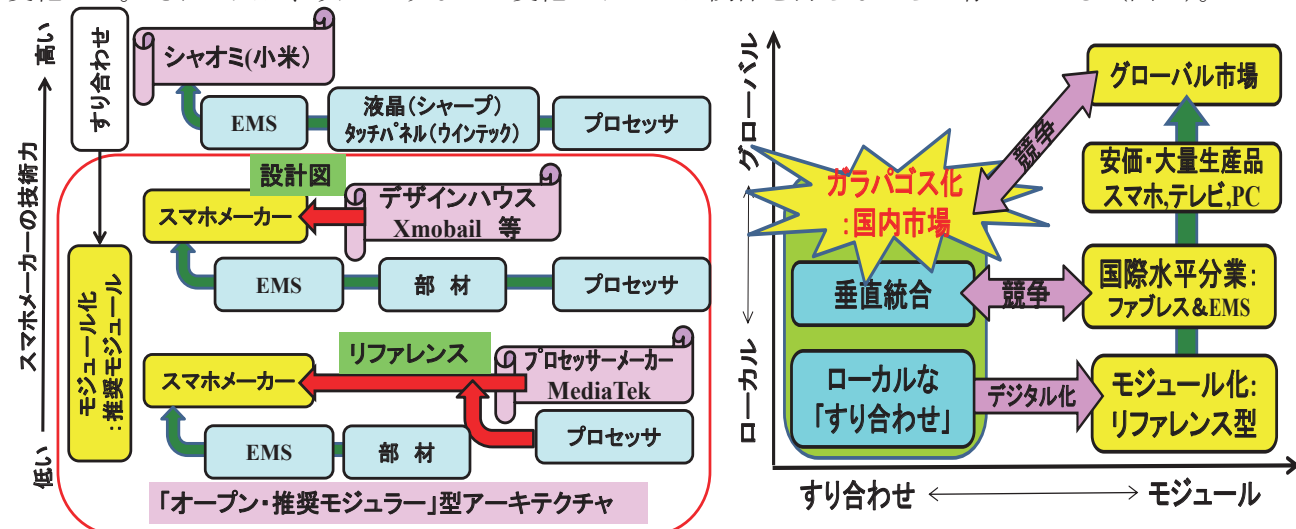 高い
すり合わせ
シャオミ(小米)
EMS
液晶(シャープ)
タッチパネル(ウインテック)
プロセッサ
スマホメーカーの技術力
設計図
スマホメーカー
デザインハウス
Xmobail 等
EMS
部 材
プロセッサ
モジュール化
:推奨モジュール
リファレンス
スマホメーカー
プロセッサーメーカー
MediaTek
プロセッサ
EMS
部 材
低い
「オープン・推奨モジュラー」型アーキテクチャ
グローバル
グローバル市場
競争
ガラパゴス化
:国内市場
安価・大量生産品
スマホ,テレビ,PC
垂直統合
競争
国際水平分業:
ファブレス&EMS
ローカル
ローカルな
「すり合わせ」
デジタル化
モジュール化:
リファレンス型
すり合わせ
モジュール